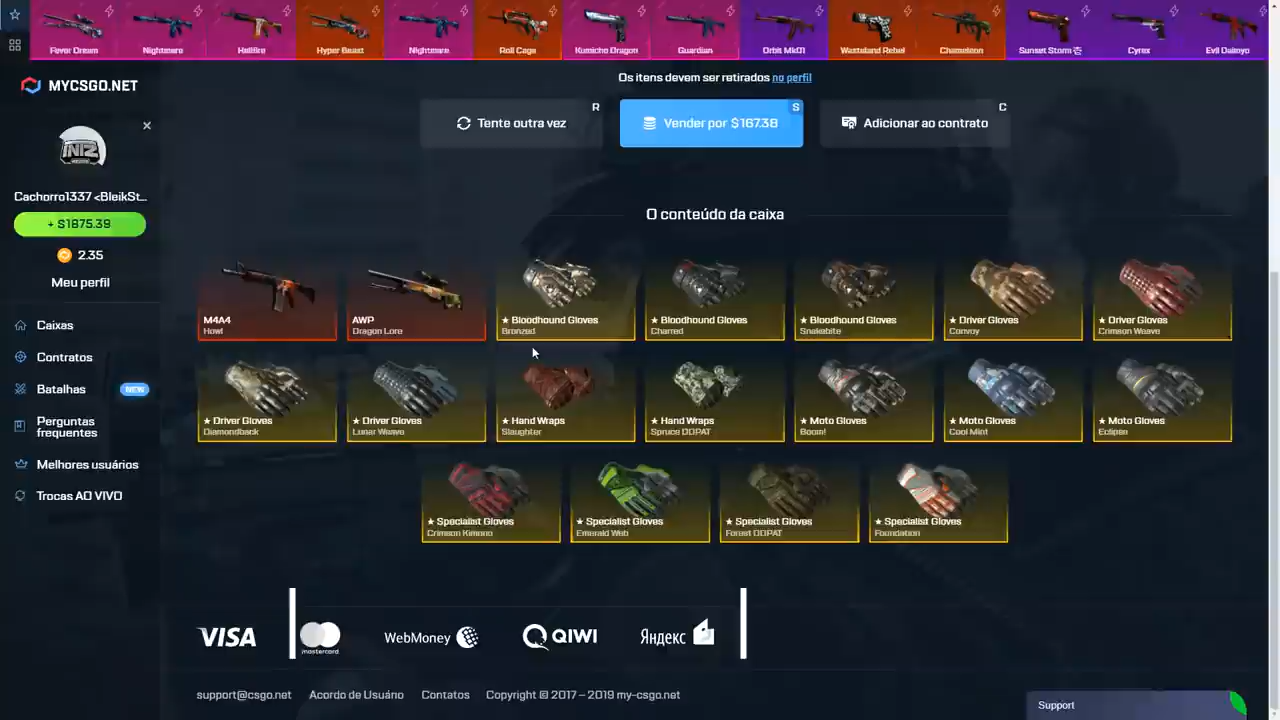 Fever Dream
Nightmare
Hellfire
Hyper Beast
Nightmare
Roll Cage
Kumicho Dragon
Guardian
Orbit Mk01
Wasteland Rebel
Chameleon
Sunset Storm 壱
Cyrex
Evil Daimyo
MYCSGO.NET
Os itens devem ser retirados no perfil
R
Tente outra vez
S
Vender por $167.38
C
Adicionar ao contrato
INTZ
Cachorro1337 <BleikSt...
+ $1875.39
2.35
Meu perfil
Caixas
Contratos
Batalhas
NEW
Perguntas
frequentes
Melhores usuários
Trocas AO VIVO
O conteúdo da caixa
M4A4
Howl
AWP
Dragon Lore
★ Bloodhound Gloves
Bronzed
★ Bloodhound Gloves
Charred
★ Bloodhound Gloves
Snakebite
★ Driver Gloves
Convoy
★ Driver Gloves
Crimson Weave
★ Driver Gloves
Diamondback
★ Driver Gloves
Lunar Weave
★ Hand Wraps
Slaughter
★ Hand Wraps
Spruce DDPAT
★ Moto Gloves
Boom!
★ Moto Gloves
Cool Mint
★ Moto Gloves
Eclipse
★ Specialist Gloves
Crimson Kimono
★ Specialist Gloves
Emerald Web
★ Specialist Gloves
Forest DDPAT
★ Specialist Gloves
Foundation
VISA
mastercard
WebMoney
QIWI
Яндекс
support@csgo.net
Acordo de Usuário
Contatos
Copyright © 2017 – 2019 my-csgo.net
Support